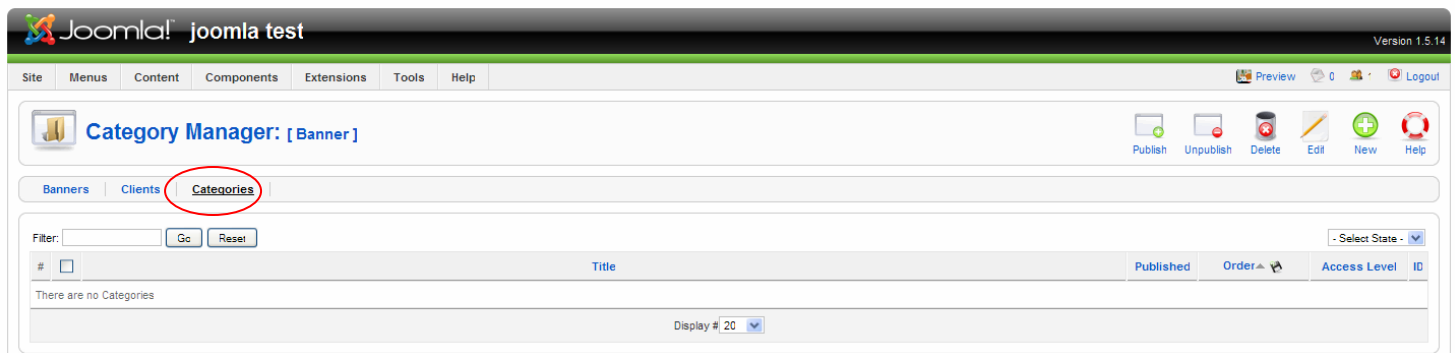 Joomla!™ joomla test
Version 1.5.14
Site Menus Content Components Extensions Tools Help Preview 0 Logout
Category Manager: [ Banner ]
Publish Unpublish Delete Edit New Help
Banners Clients Categories
Filter: Go Reset - Select State -
# Title Published Order Access Level ID
There are no Categories
Display # 20